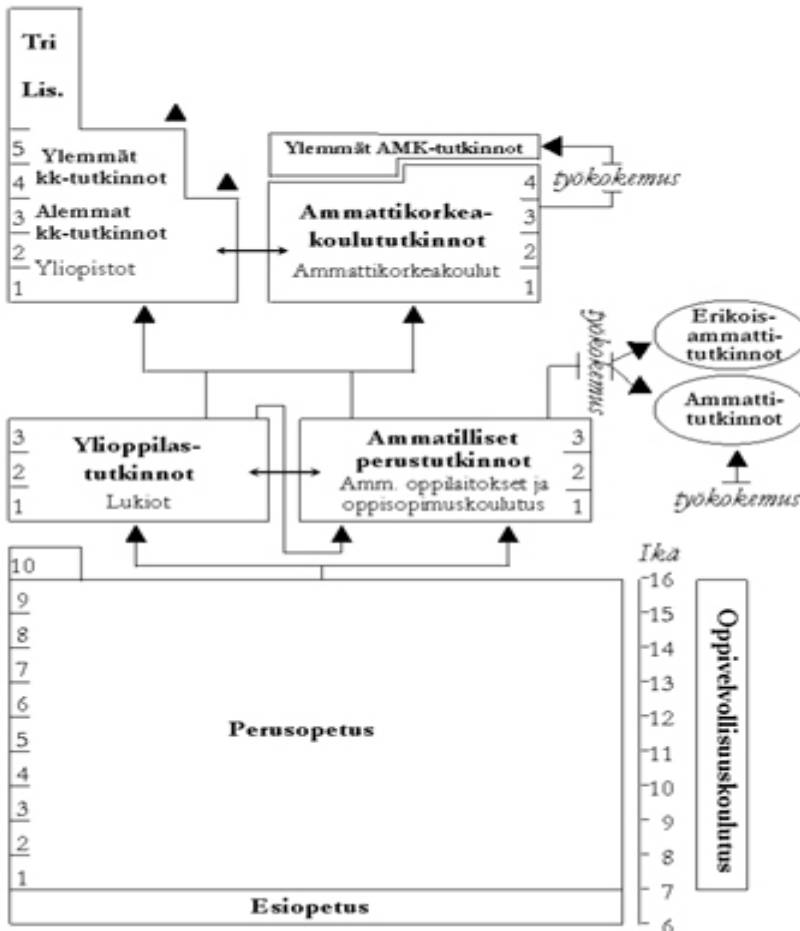 Tri
Lis.
5
4
3
2
1
Ylemmät
kk-tutkinnot
Alemmat
kk-tutkinnot
Yliopistot
Ylemmät AMK-tutkinnot
Ammattikorkea-
koulututkinnot
Ammattikorkeakoulut
4
3
2
1
työkokemus
työkokemus
Erikois-
ammatti-
tutkinnot
Ammatti-
tutkinnot
työkokemus
3
2
1
Ylioppilas-
tutkinnot
Lukiot
Ammatilliset
perustutkinnot
Amm. oppilaitokset ja
oppisopimuskoulutus
3
2
1
10
9
8
7
6
5
4
3
2
1
Perusopetus
Esiopetus
Ika
16
15
14
13
12
11
10
9
8
7
6
Oppivelvollisuuskoulutus